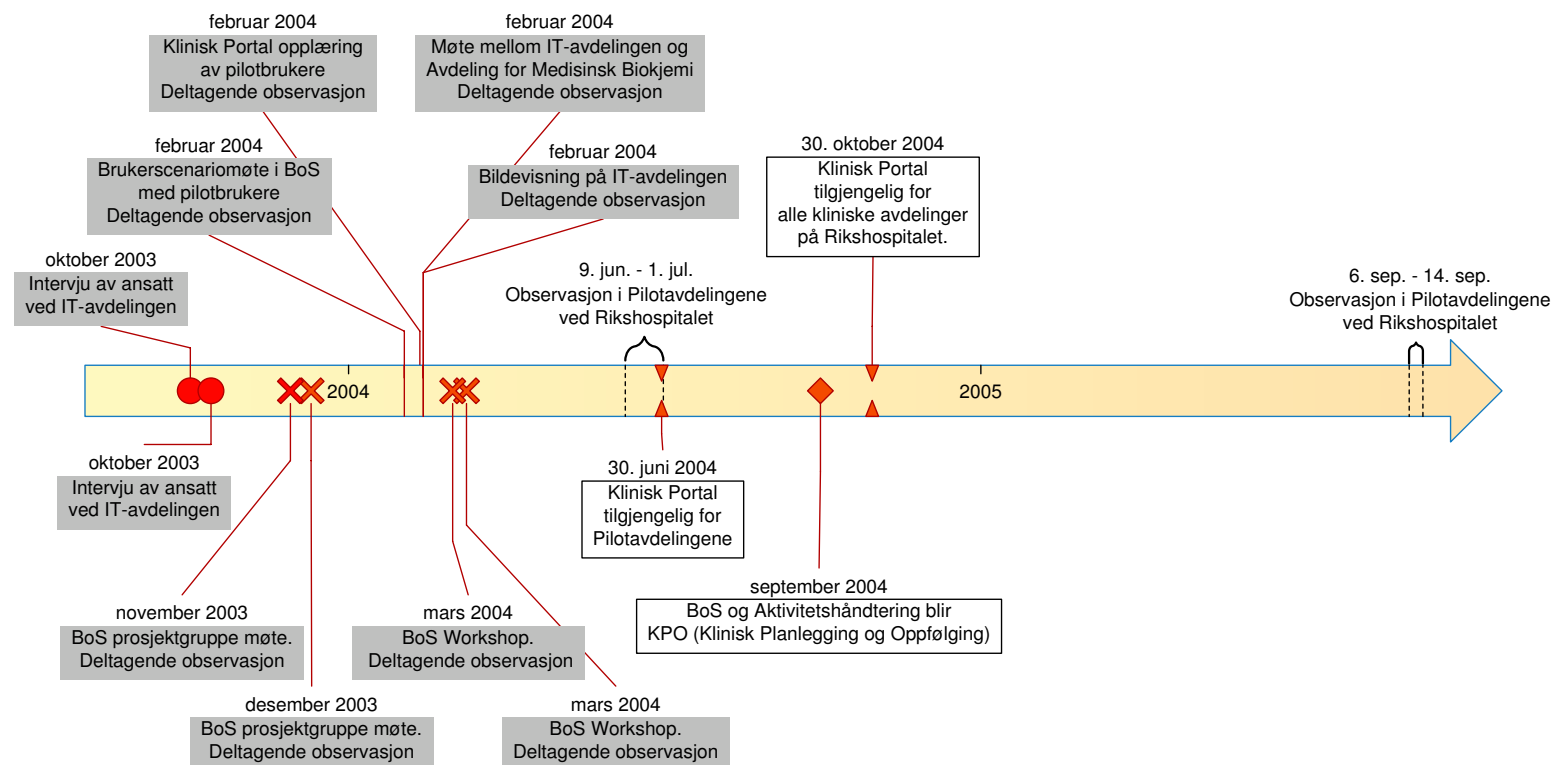 februar 2004
Klinisk Portal opplæring
av pilotbrukere
Deltagende observasjon
februar 2004
Møte mellom IT-avdelingen og
Avdeling for Medisinsk Biokjemi
Deltagende observasjon
februar 2004
Brukerscenariomøte i BoS
med pilotbrukere
Deltagende observasjon
februar 2004
Bildevisning på IT-avdelingen
Deltagende observasjon
30. oktober 2004
Klinisk Portal
tilgjengelig for
alle kliniske avdelinger
på Rikshospitalet.
oktober 2003
Intervju av ansatt
ved IT-avdelingen
9. jun. - 1. jul.
Observasjon i Pilotavdelingene
ved Rikshospitalet
6. sep. - 14. sep.
Observasjon i Pilotavdelingene
ved Rikshospitalet
2004
2005
oktober 2003
Intervju av ansatt
ved IT-avdelingen
30. juni 2004
Klinisk Portal
tilgjengelig for
Pilotavdelingene
november 2003
BoS prosjektgruppe møte.
Deltagende observasjon
mars 2004
BoS Workshop.
Deltagende observasjon
september 2004
BoS og Aktivitetshåndtering blir
KPO (Klinisk Planlegging og Oppfølging)
desember 2003
BoS prosjektgruppe møte.
Deltagende observasjon
mars 2004
BoS Workshop.
Deltagende observasjon